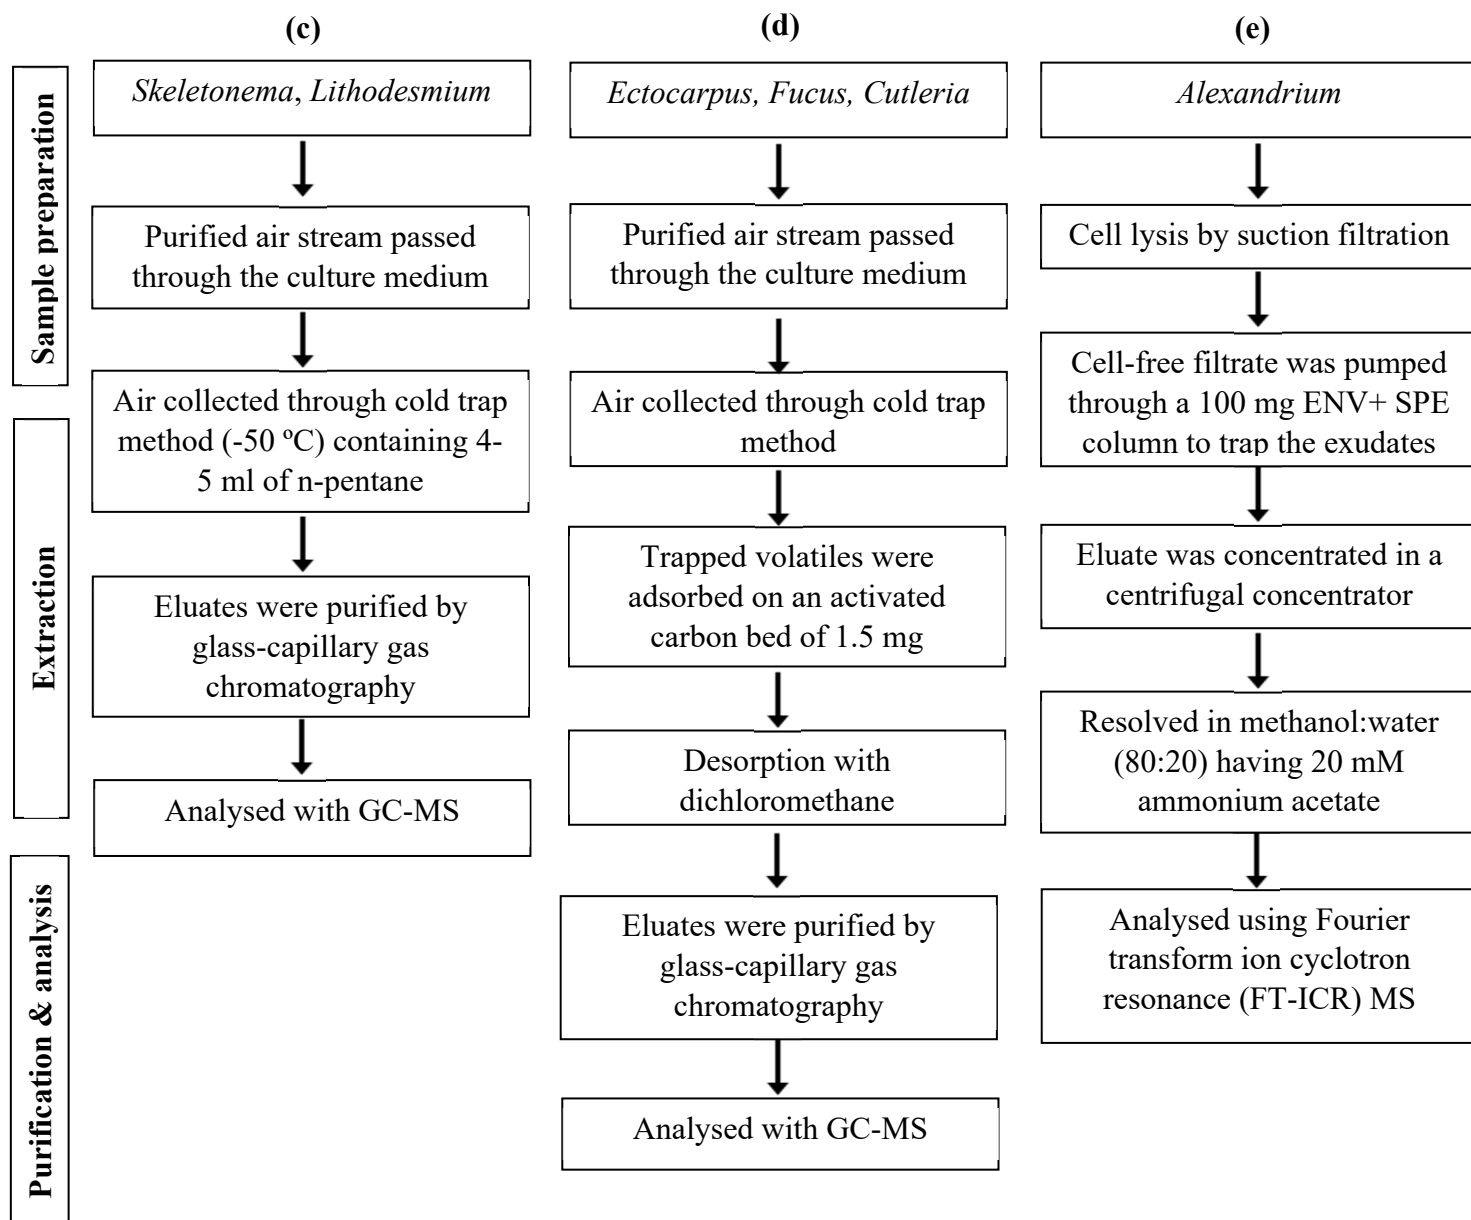 (c)
Skeletonema, Lithodesmium
Purified air stream passed
through the culture medium
Air collected through cold trap
method (-50 ºC) containing 4-
5 ml of n-pentane
Eluates were purified by
glass-capillary gas
chromatography
Analysed with GC-MS
(d)
Ectocarpus, Fucus, Cutleria
Purified air stream passed
through the culture medium
Air collected through cold trap
method
Trapped volatiles were
adsorbed on an activated
carbon bed of 1.5 mg
Desorption with
dichloromethane
Eluates were purified by
glass-capillary gas
chromatography
Analysed with GC-MS
(e)
Alexandrium
Cell lysis by suction filtration
Cell-free filtrate was pumped
through a 100 mg ENV+ SPE
column to trap the exudates
Eluate was concentrated in a
centrifugal concentrator
Resolved in methanol:water
(80:20) having 20 mM
ammonium acetate
Analysed using Fourier
transform ion cyclotron
resonance (FT-ICR) MS
Sample preparation
Extraction
Purification & analysis